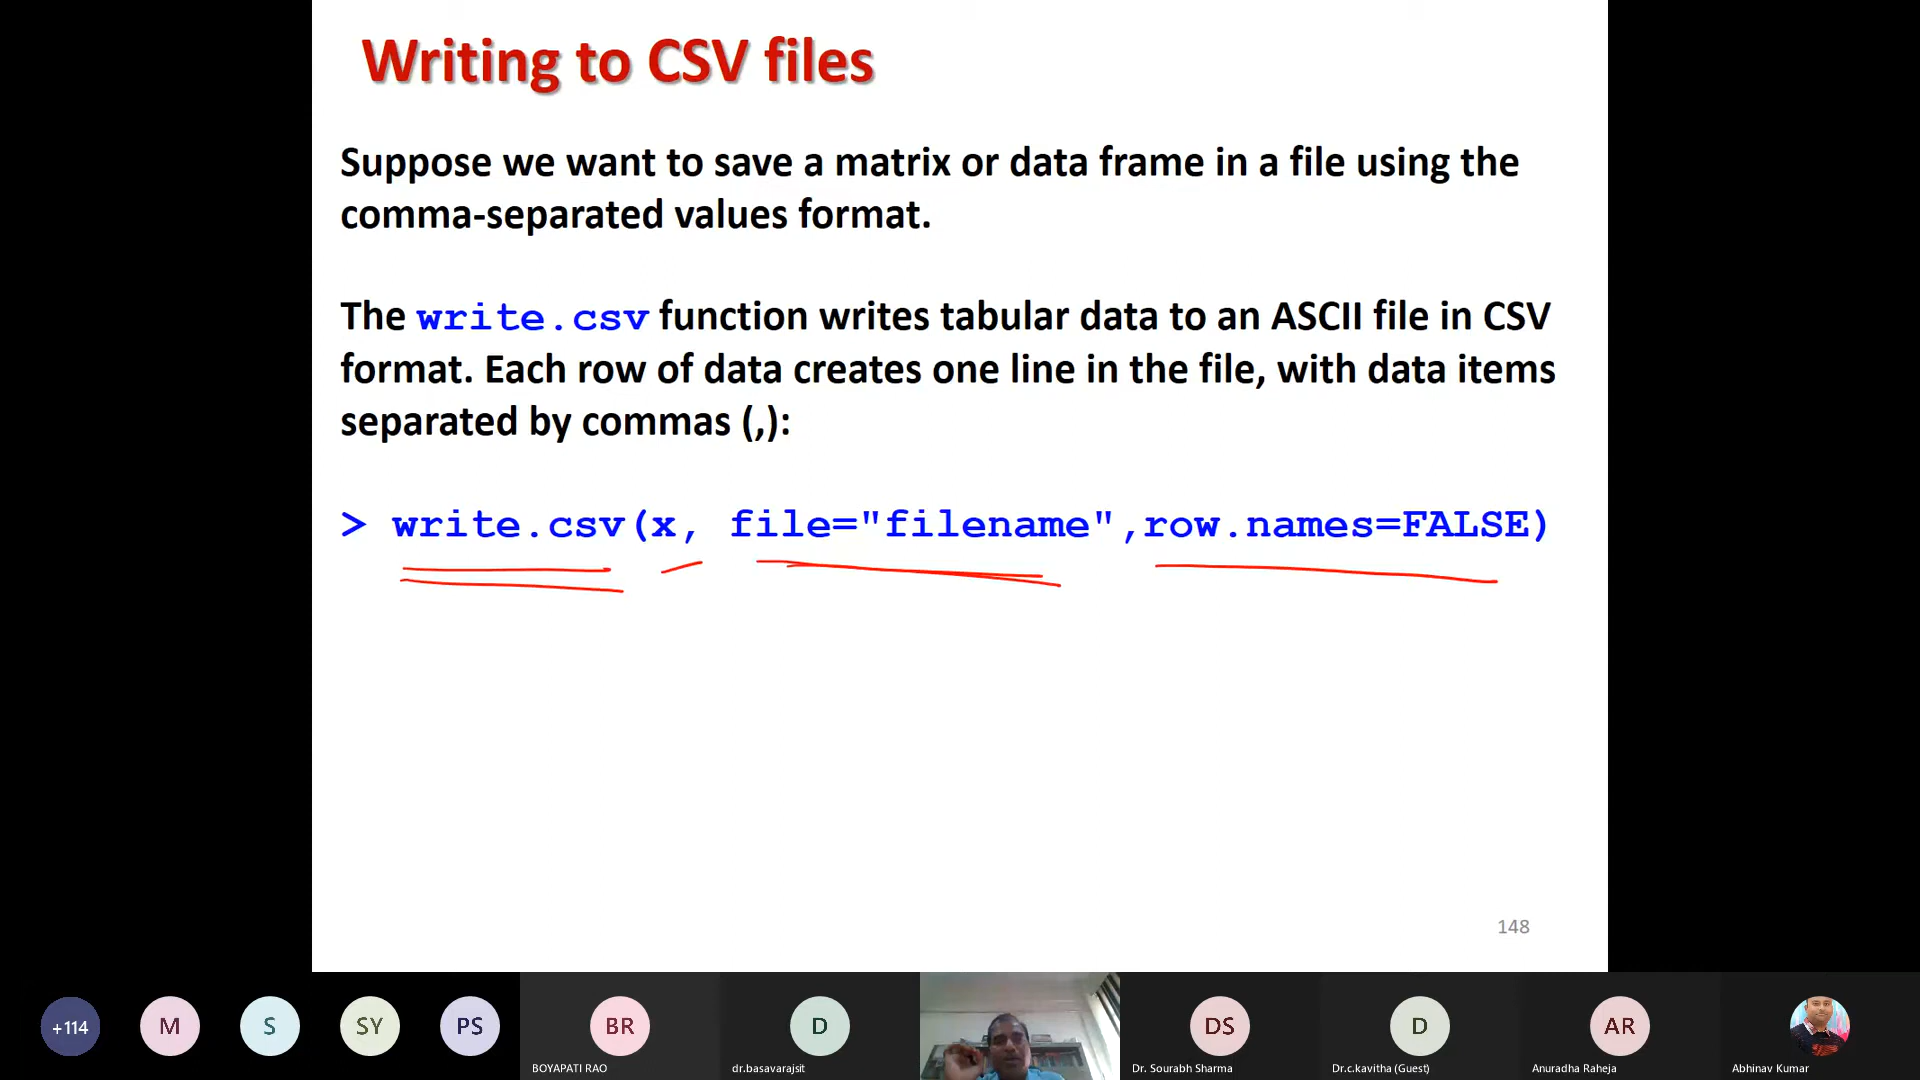 Writing to CSV files
Suppose we want to save a matrix or data frame in a file using the
comma-separated values format.
The write.csv function writes tabular data to an ASCII file in CSV
format. Each row of data creates one line in the file, with data items
separated by commas (,):
> write.csv(x, file="filename",row.names=FALSE)
148
+114
M
S
SY
PS
BR
D
DS
D
AR
BOYAPATI RAO
dr.basavarajsit
Dr. Sourabh Sharma
Dr.c.kavitha (Guest)
Anuradha Raheja
Abhinav Kumar